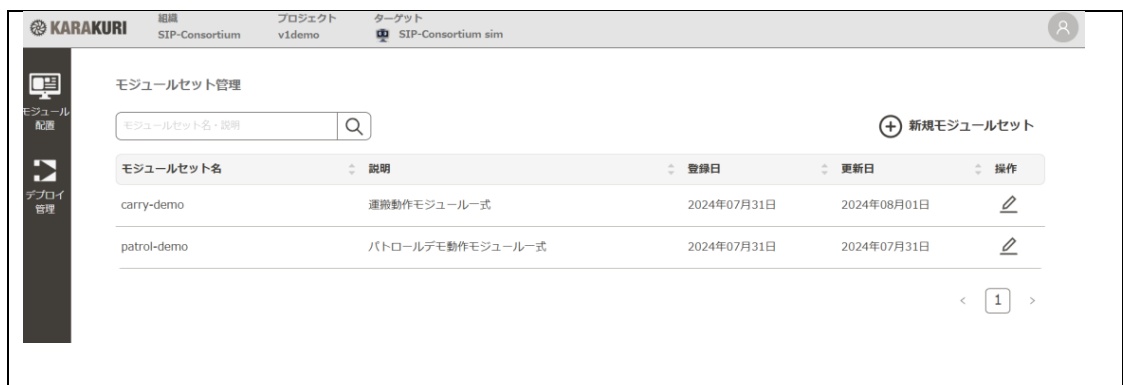 KARAKURI
組織
SIP-Consortium
プロジェクト
v1demo
ターゲット
SIP-Consortium sim
モジュール
配置
デプロイ
管理
モジュールセット管理
モジュールセット名・説明
新規モジュールセット
モジュールセット名 説明 登録日 更新日 操作
carry-demo 運搬動作モジュール一式 2024年07月31日 2024年08月01日
patrol-demo パトロールデモ動作モジュール一式 2024年07月31日 2024年07月31日
< 1 >